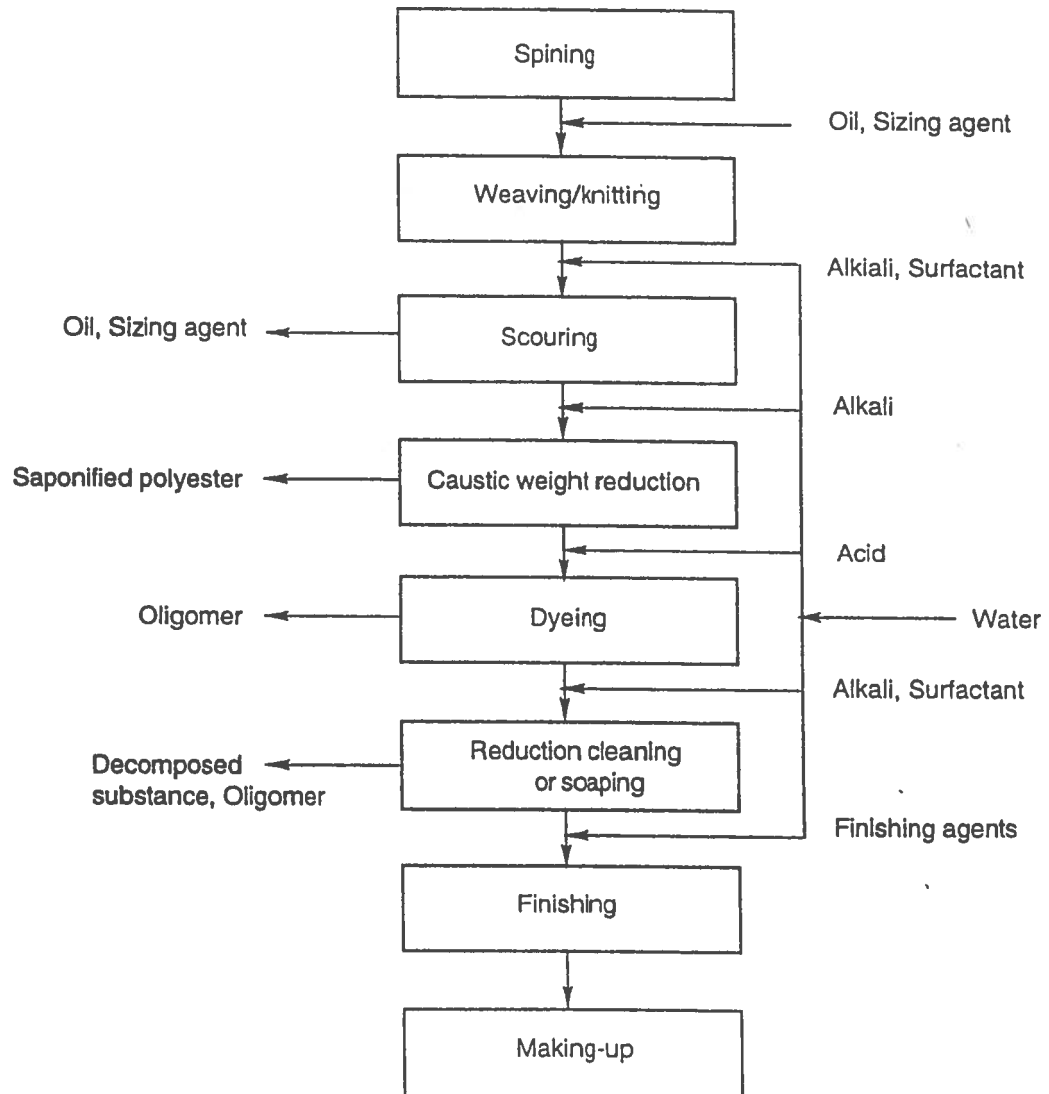 Spining
Oil, Sizing agent
Weaving/knitting
Alkiali, Surfactant
Oil, Sizing agent
Scouring
Alkali
Saponified polyester
Caustic weight reduction
Acid
Oligomer
Dyeing
Water
Alkali, Surfactant
Decomposed
substance, Oligomer
Reduction cleaning
or soaping
Finishing agents
Finishing
Making-up